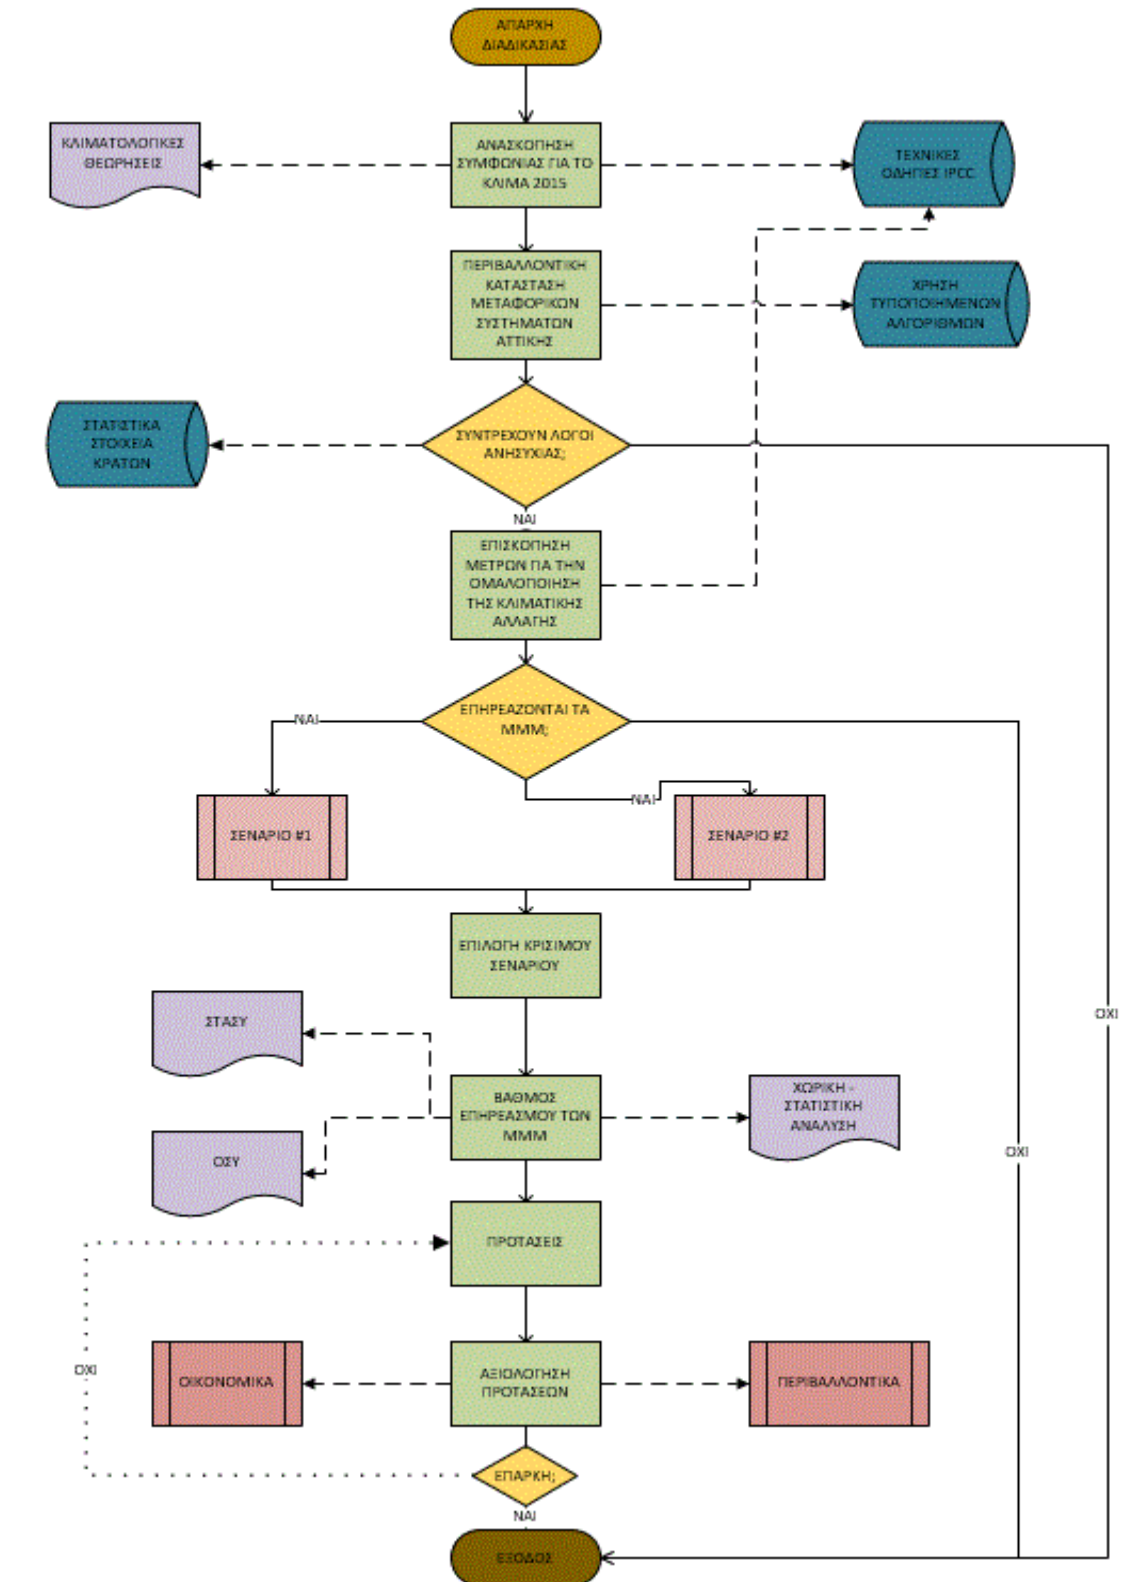 ΑΠΑΡΧΗ
ΔΙΑΔΙΚΑΣΙΑΣ
ΚΛΙΜΑΤΟΛΟΓΙΚΕΣ
ΘΕΩΡΗΣΕΙΣ
ΑΝΑΣΚΟΠΗΣΗ
ΣΥΜΦΩΝΙΑΣ ΓΙΑ ΤΟ
ΚΛΙΜΑ 2015
ΤΕΧΝΙΚΕΣ
ΟΔΗΓΙΕΣ IPCC
ΠΕΡΙΒΑΛΛΟΝΤΙΚΗ
ΚΑΤΑΣΤΑΣΗ
ΜΕΤΑΦΟΡΙΚΩΝ
ΣΥΣΤΗΜΑΤΩΝ
ΑΤΤΙΚΗΣ
ΧΡΗΣΗ
ΤΥΠΟΠΟΙΗΜΕΝΩΝ
ΑΛΓΟΡΙΘΜΩΝ
ΣΤΑΤΙΣΤΙΚΑ
ΣΤΟΙΧΕΙΑ
ΚΡΑΤΩΝ
ΣΥΝΤΡΕΧΟΥΝ ΛΟΓΟΙ
ΑΝΗΣΥΧΙΑΣ;
ΝΑΙ
ΕΠΙΣΚΟΠΗΣΗ
ΜΕΤΡΩΝ ΓΙΑ ΤΗΝ
ΟΜΑΛΟΠΟΙΗΣΗ
ΤΗΣ ΚΛΙΜΑΤΙΚΗΣ
ΑΛΛΑΓΗΣ
ΕΠΗΡΕΑΖΟΝΤΑΙ ΤΑ
ΜΜΜ;
ΝΑΙ
ΝΑΙ
ΣΕΝΑΡΙΟ #1
ΣΕΝΑΡΙΟ #2
ΕΠΙΛΟΓΗ ΚΡΙΣΙΜΟΥ
ΣΕΝΑΡΙΟΥ
ΟΧΙ
ΣΤΑΣΥ
ΒΑΘΜΟΣ
ΕΠΗΡΕΑΣΜΟΥ ΤΩΝ
ΜΜΜ
ΧΩΡΙΚΗ -
ΣΤΑΤΙΣΤΙΚΗ
ΑΝΑΛΥΣΗ
ΟΧΙ
ΟΣΥ
ΠΡΟΤΑΣΕΙΣ
ΟΧΙ
ΟΙΚΟΝΟΜΙΚΑ
ΑΞΙΟΛΟΓΗΣΗ
ΠΡΟΤΑΣΕΩΝ
ΠΕΡΙΒΑΛΛΟΝΤΙΚΑ
ΕΠΑΡΚΗ;
ΝΑΙ
ΕΞΟΔΟΣ